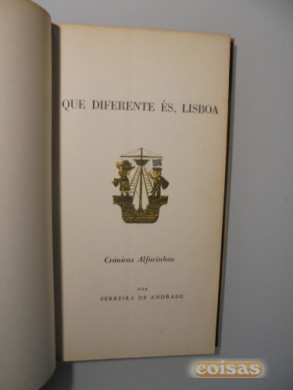 QUE DIFERENTE ÉS, LISBOA
Crónicas Alfacinhas
POR
FERREIRA DE ANDRADE
coisas